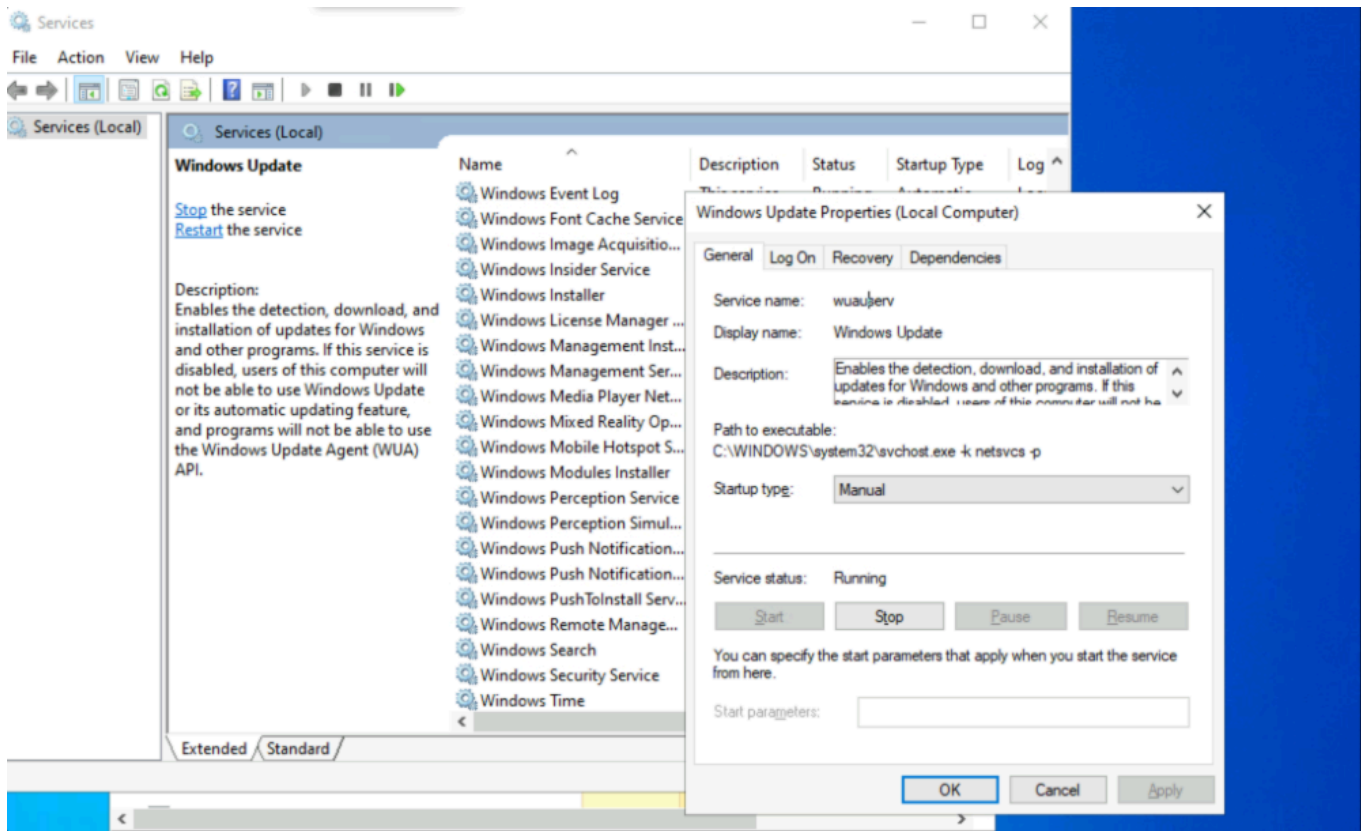 Services
File Action View Help
Services (Local)
Services (Local)
Windows Update
Stop the service
Restart the service
Description:
Enables the detection, download, and
installation of updates for Windows
and other programs. If this service is
disabled, users of this computer will
not be able to use Windows Update
or its automatic updating feature,
and programs will not be able to use
the Windows Update Agent (WUA)
API.
Name Description Status Startup Type Log
Windows Event Log
Windows Font Cache Service
Windows Image Acquisitio...
Windows Insider Service
Windows Installer
Windows License Manager ...
Windows Management Inst...
Windows Management Ser...
Windows Media Player Net...
Windows Mixed Reality Op...
Windows Mobile Hotspot S...
Windows Modules Installer
Windows Perception Service
Windows Perception Simul...
Windows Push Notification...
Windows Push Notification...
Windows PushToInstall Serv...
Windows Remote Manage...
Windows Search
Windows Security Service
Windows Time
Extended Standard
Windows Update Properties (Local Computer)
General Log On Recovery Dependencies
Service name: wuauserv
Display name: Windows Update
Description: Enables the detection, download, and installation of
updates for Windows and other programs. If this
service is disabled, users of this computer will not be
Path to executable:
C:\WINDOWS\system32\svchost.exe -k netsvcs -p
Startup type: Manual
Service status: Running
Start Stop Pause Resume
You can specify the start parameters that apply when you start the service
from here.
Start parameters:
OK Cancel Apply